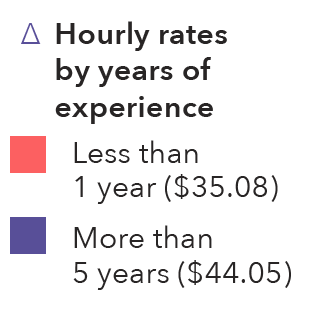 Δ Hourly rates
by years of
experience
Less than
1 year ($35.08)
More than
5 years ($44.05)